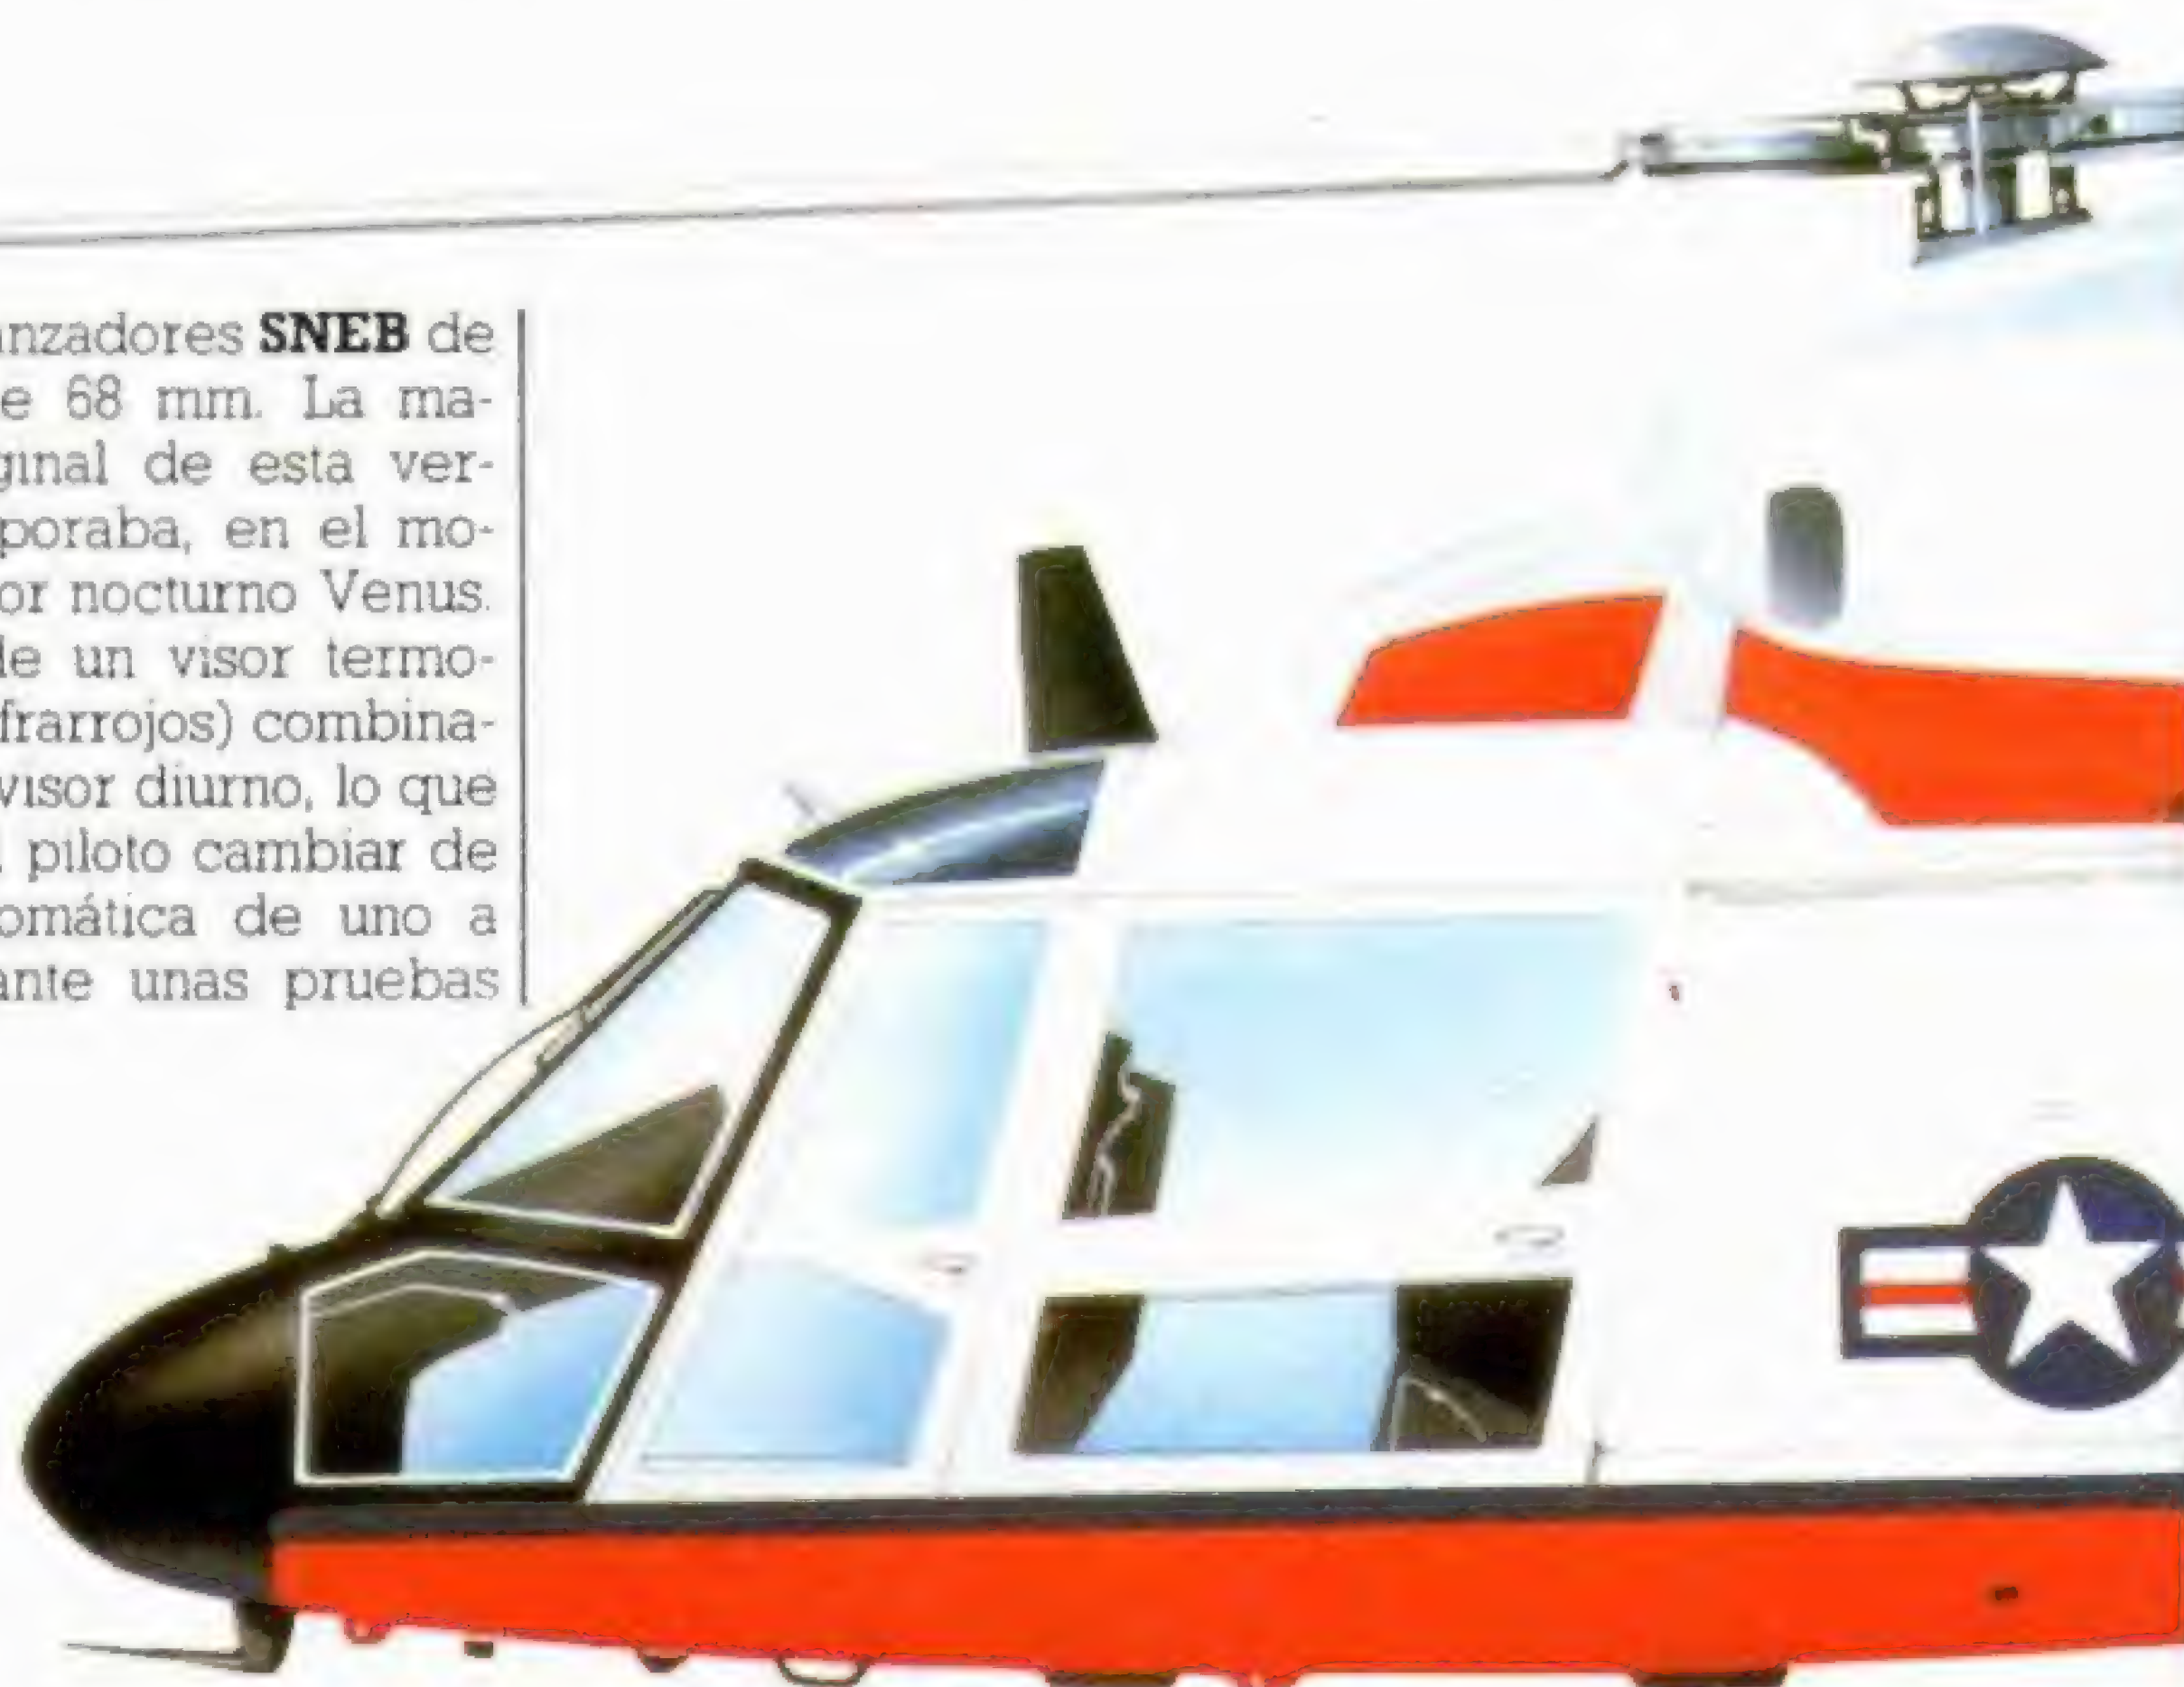 anzadores SNEB de
e 68 mm. La ma-
ginal de esta ver-
poraba, en el mo-
or nocturno Venus.
de un visor termo-
frarrojos) combina-
visor diurno, lo que
l piloto cambiar de
omática de uno a
ante unas pruebas